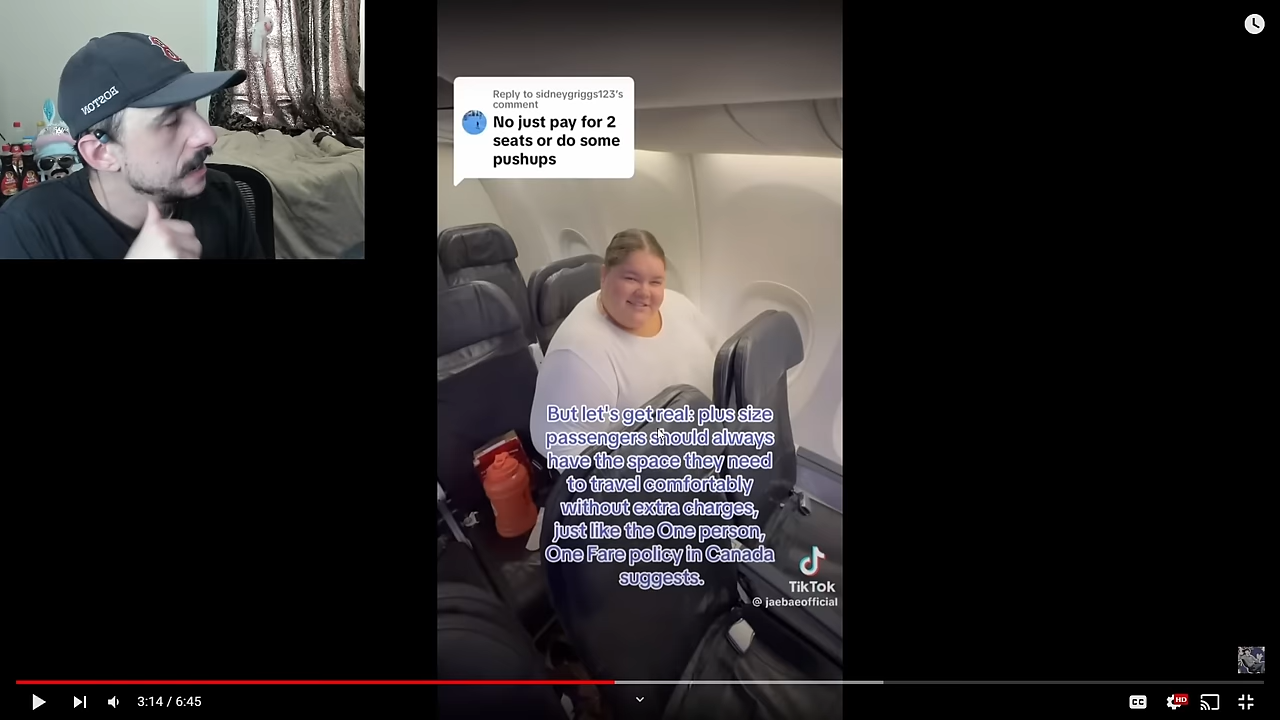 BOSTON
Reply to sidneygriggs123's
comment
No just pay for 2
seats or do some
pushups
But let's get real: plus size
passengers should always
have the space they need
to travel comfortably
without extra charges,
just like the One person,
One Fare policy in Canada
suggests.
TikTok
@ jaebaeofficial
3:14 / 6:45
CC
HD